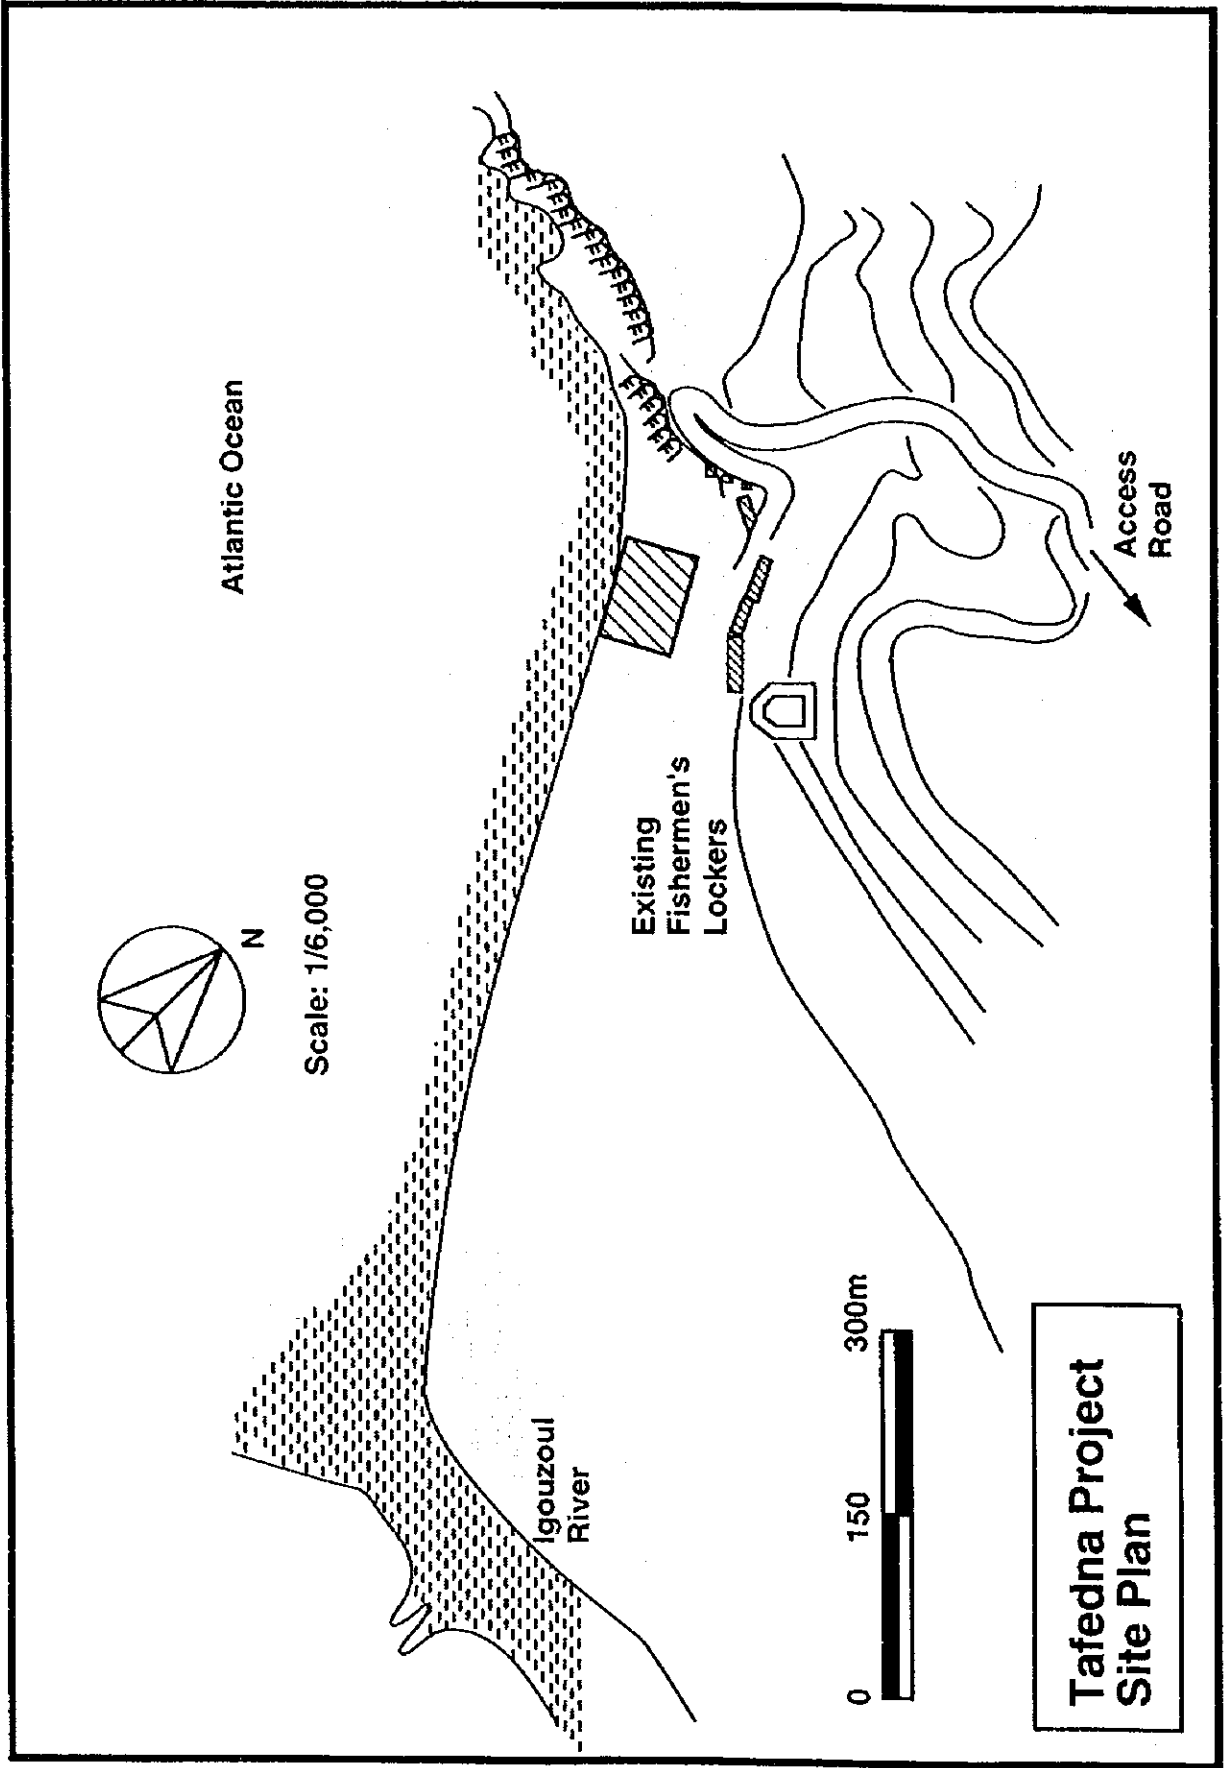 Atlantic Ocean
N
Scale: 1/6,000
Existing
Fishermen's
Lockers
Access
Road
Igouzoul
River
0 150 300m
Tafedna Project
Site Plan